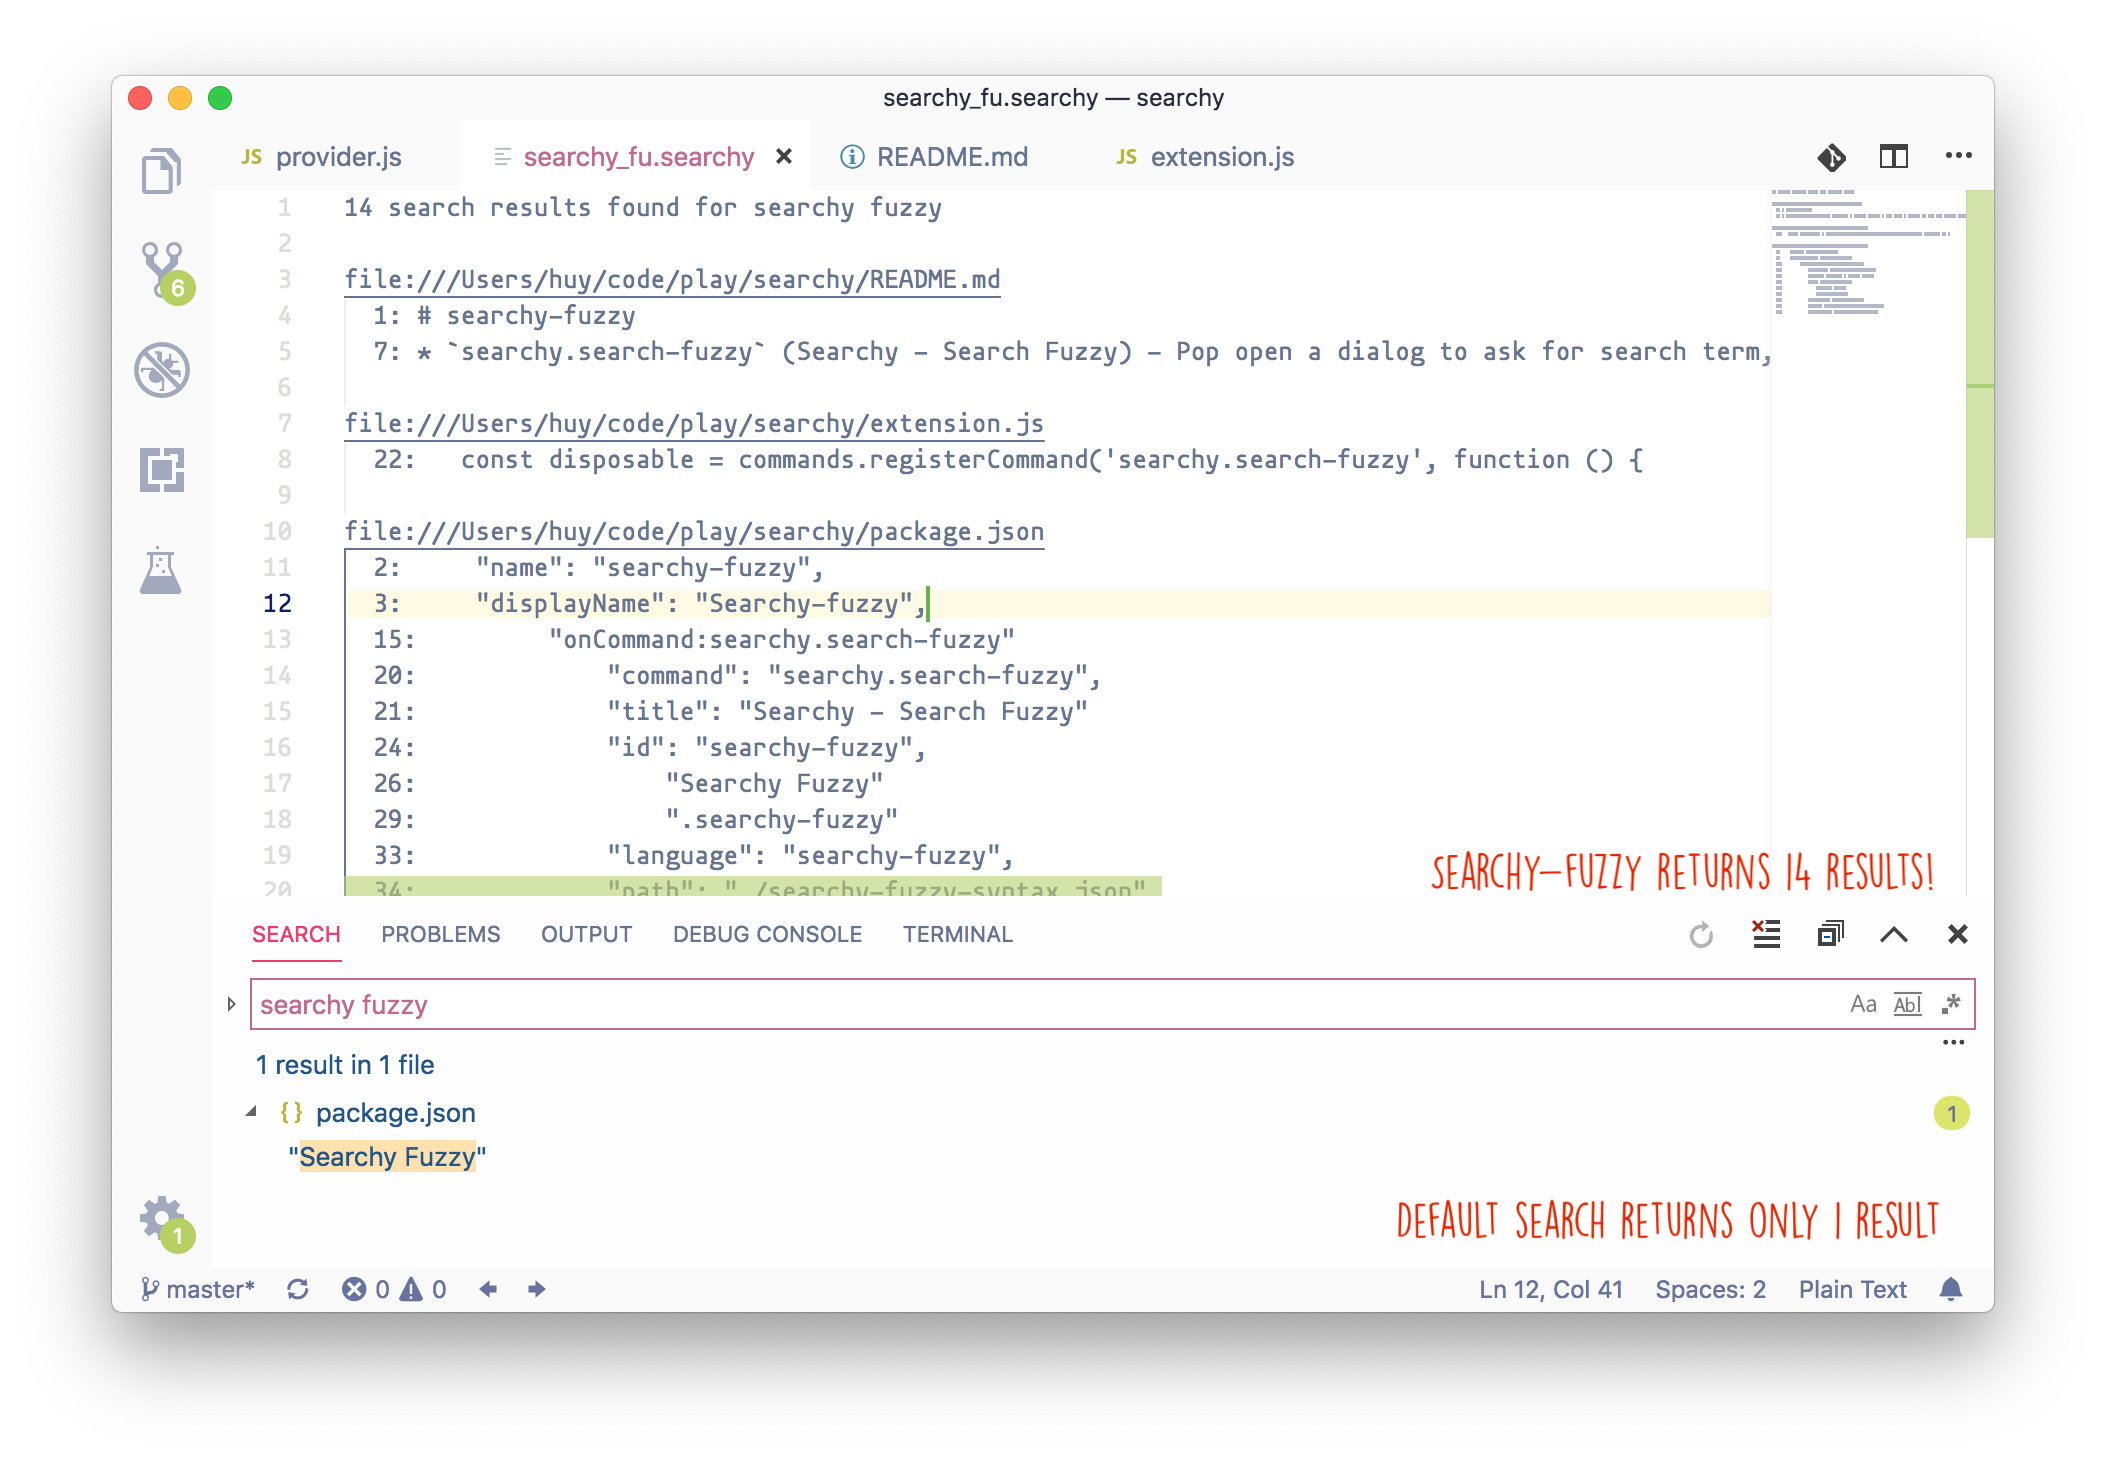 searchy_fu.searchy — searchy
JS provider.js searchy_fu.searchy README.md JS extension.js
1 14 search results found for searchy fuzzy
2
3 file:///Users/huy/code/play/searchy/README.md
4 1: # searchy-fuzzy
5 7: * `searchy.search-fuzzy` (Searchy - Search Fuzzy) - Pop open a dialog to ask for search term,
6
7 file:///Users/huy/code/play/searchy/extension.js
8 22: const disposable = commands.registerCommand('searchy.search-fuzzy', function () {
9
10 file:///Users/huy/code/play/searchy/package.json
11 2: "name": "searchy-fuzzy",
12 3: "displayName": "Searchy-fuzzy",
13 15: "onCommand:searchy.search-fuzzy"
14 20: "command": "searchy.search-fuzzy",
15 21: "title": "Searchy - Search Fuzzy"
16 24: "id": "searchy-fuzzy",
17 26: "Searchy Fuzzy"
18 29: ".searchy-fuzzy"
19 33: "language": "searchy-fuzzy",
20 34: "path": "./searchy-fuzzy-syntax.json"
SEARCHY-FUZZY RETURNS 14 RESULTS!
6
SEARCH PROBLEMS OUTPUT DEBUG CONSOLE TERMINAL
searchy fuzzy Aa Abl .*
1 result in 1 file
{} package.json 1
"Searchy Fuzzy"
DEFAULT SEARCH RETURNS ONLY 1 RESULT
1
master* 0 0 Ln 12, Col 41 Spaces: 2 Plain Text